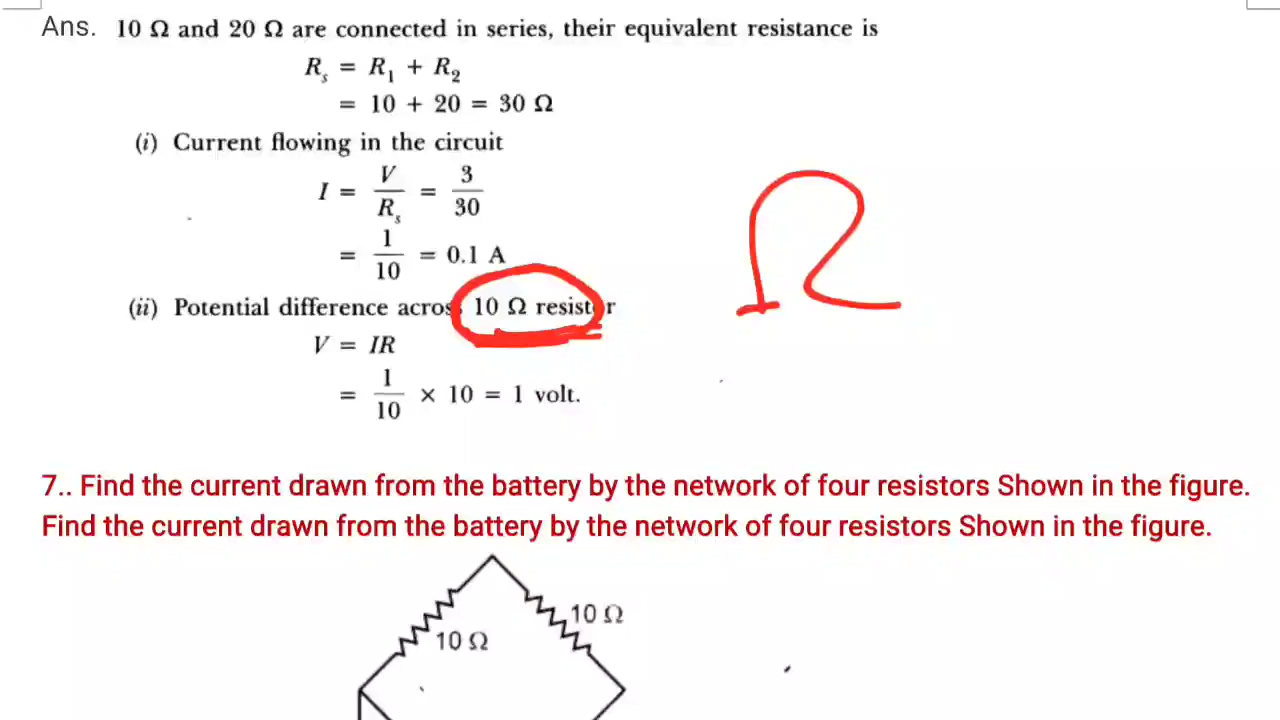 Ans. 10 Ω and 20 Ω are connected in series, their equivalent resistance is
Rs = R1 + R2
= 10 + 20 = 30 Ω
(i) Current flowing in the circuit
I = V/Rs = 3/30
= 1/10 = 0.1 A
(ii) Potential difference across 10 Ω resistor
V = IR
= 1/10 × 10 = 1 volt.
Ω
7.. Find the current drawn from the battery by the network of four resistors Shown in the figure.
Find the current drawn from the battery by the network of four resistors Shown in the figure.
10 Ω
10 Ω